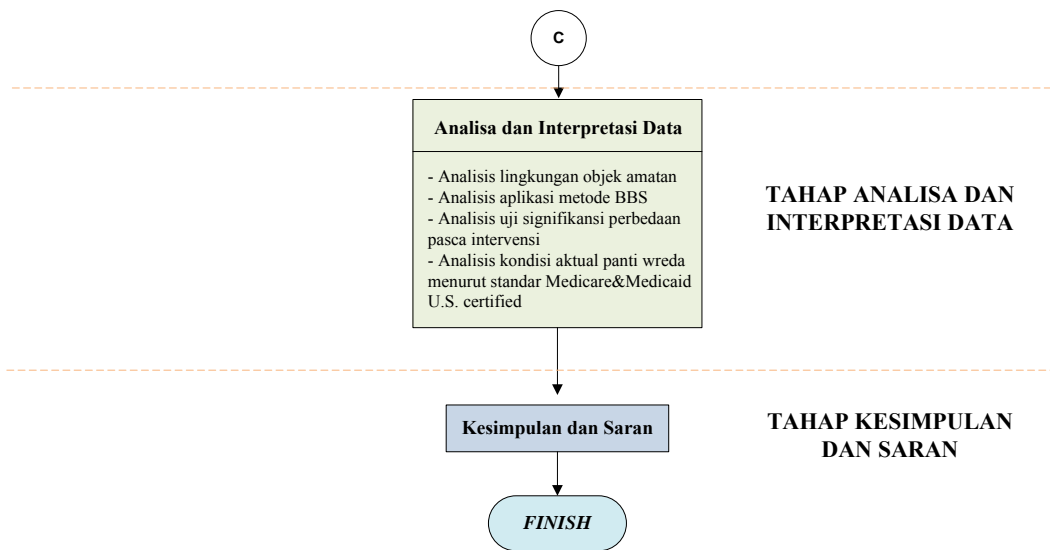 C
Analisa dan Interpretasi Data
- Analisis lingkungan objek amatan
- Analisis aplikasi metode BBS
- Analisis uji signifikansi perbedaan
pasca intervensi
- Analisis kondisi aktual panti wreda
menurut standar Medicare&Medicaid
U.S. certified
TAHAP ANALISA DAN
INTERPRETASI DATA
Kesimpulan dan Saran
TAHAP KESIMPULAN
DAN SARAN
FINISH